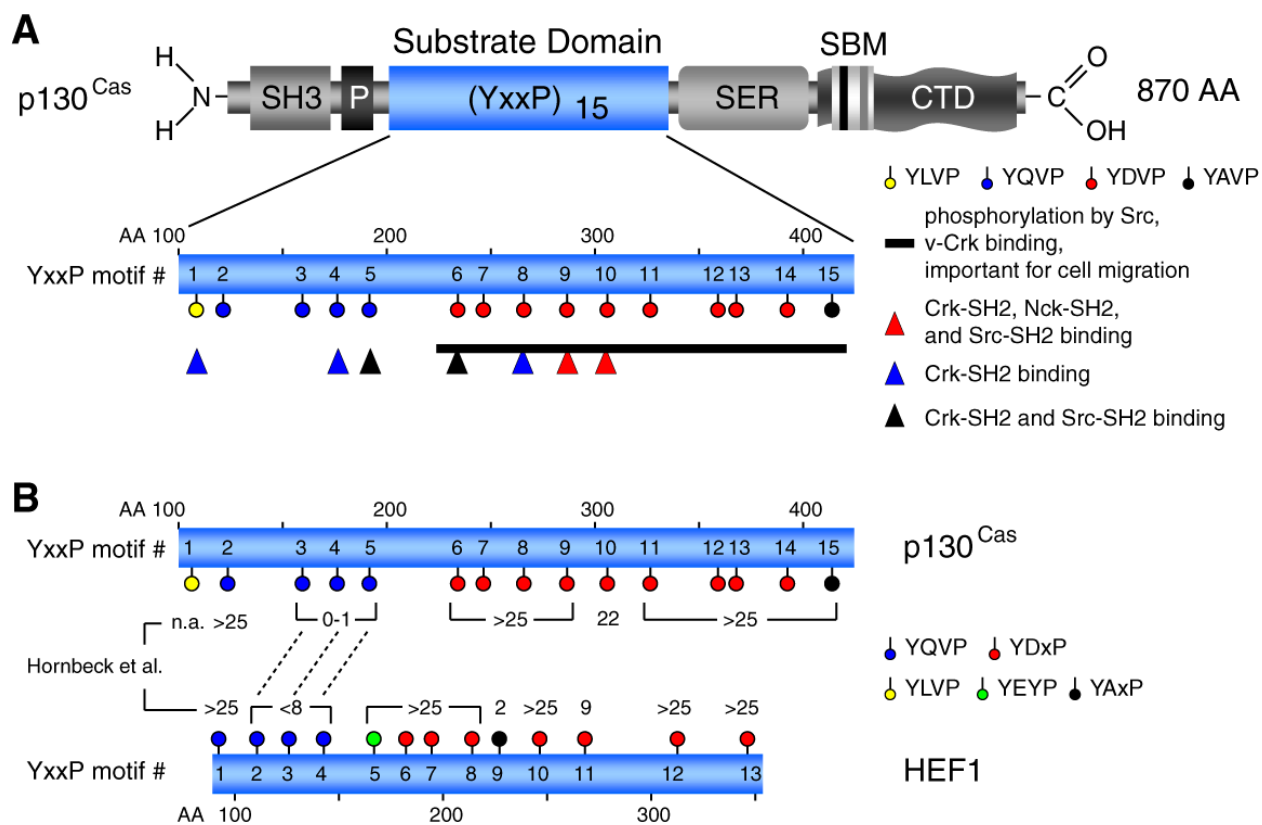 A
Substrate Domain
SBM
p130Cas
H
N
H
SH3
P
(YxxP) 15
SER
CTD
C
O
OH
870 AA
YLVP YQVP YDVP YAVP
phosphorylation by Src,
v-Crk binding,
important for cell migration
Crk-SH2, Nck-SH2,
and Src-SH2 binding
Crk-SH2 binding
Crk-SH2 and Src-SH2 binding
AA 100 200 300 400
YxxP motif # 1 2 3 4 5 6 7 8 9 10 11 12 13 14 15
B
AA 100 200 300 400
YxxP motif # 1 2 3 4 5 6 7 8 9 10 11 12 13 14 15
p130Cas
n.a. >25 0-1 >25 22 >25
Hornbeck et al.
YQVP YDxP
YLVP YEYP YAxP
>25 <8 >25 2 >25 9 >25 >25
YxxP motif # 1 2 3 4 5 6 7 8 9 10 11 12 13
HEF1
AA 100 200 300